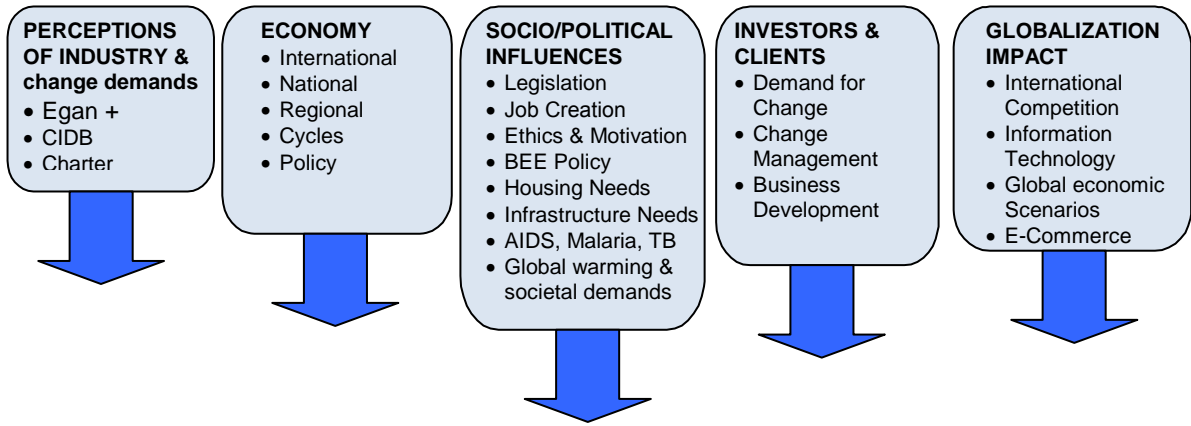 PERCEPTIONS
OF INDUSTRY &
change demands
• Egan +
• CIDB
• Charter
ECONOMY
• International
• National
• Regional
• Cycles
• Policy
SOCIO/POLITICAL
INFLUENCES
• Legislation
• Job Creation
• Ethics & Motivation
• BEE Policy
• Housing Needs
• Infrastructure Needs
• AIDS, Malaria, TB
• Global warming &
societal demands
INVESTORS &
CLIENTS
• Demand for
Change
• Change
Management
• Business
Development
GLOBALIZATION
IMPACT
• International
Competition
• Information
Technology
• Global economic
Scenarios
• E-Commerce